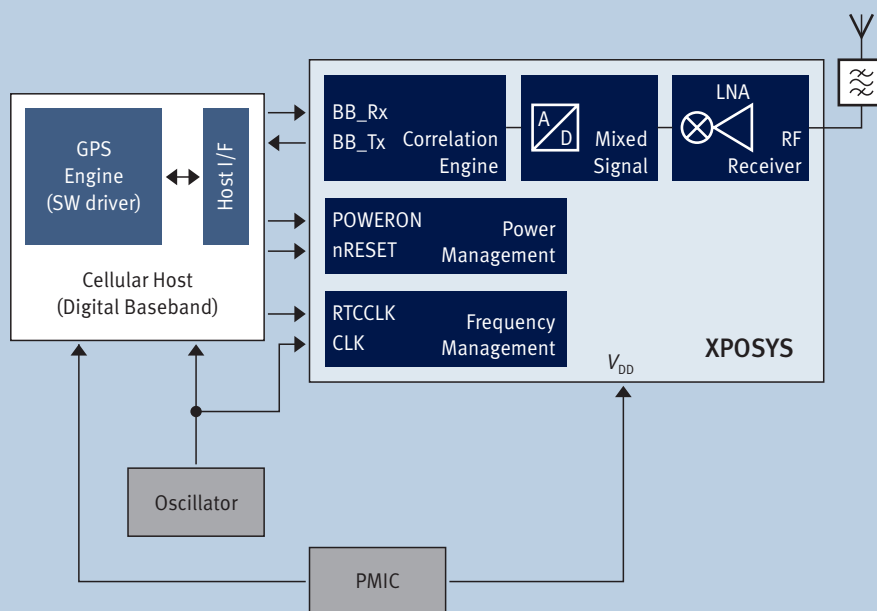 GPS
Engine
(SW driver)
Host I/F
Cellular Host
(Digital Baseband)
BB_Rx
BB_Tx
Correlation
Engine
A
D
Mixed
Signal
LNA
RF
Receiver
POWERON
nRESET
Power
Management
RTCCLK
CLK
Frequency
Management
VDD
XPOSYS
Oscillator
PMIC